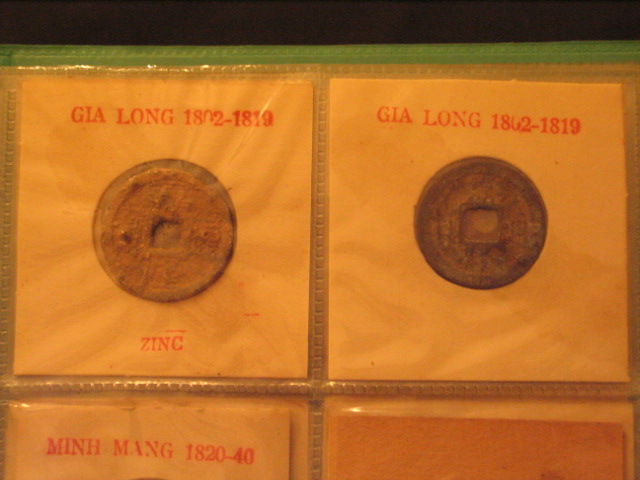 GIA LONG 1802-1819
GIA LONG 1802-1819
ZINC
MINH MANG 1820-40